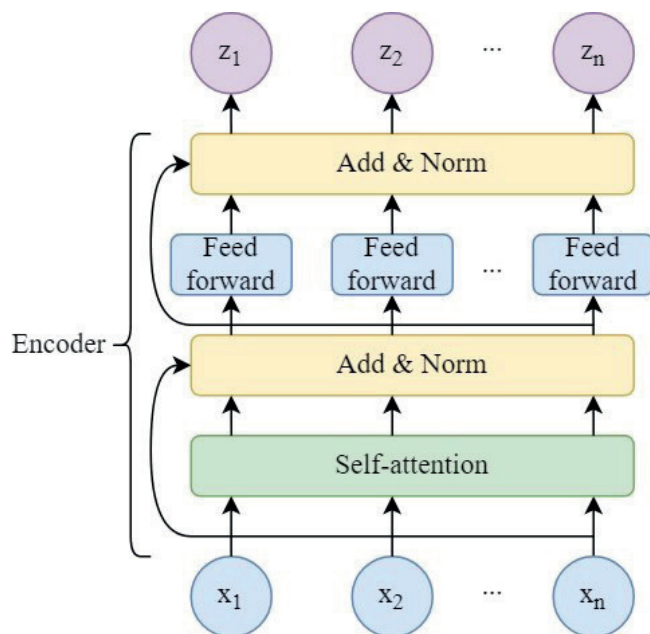 z1 z2 ... zn
Add & Norm
Feed Feed Feed
forward forward ... forward
Encoder
Add & Norm
Self-attention
x1 x2 ... xn